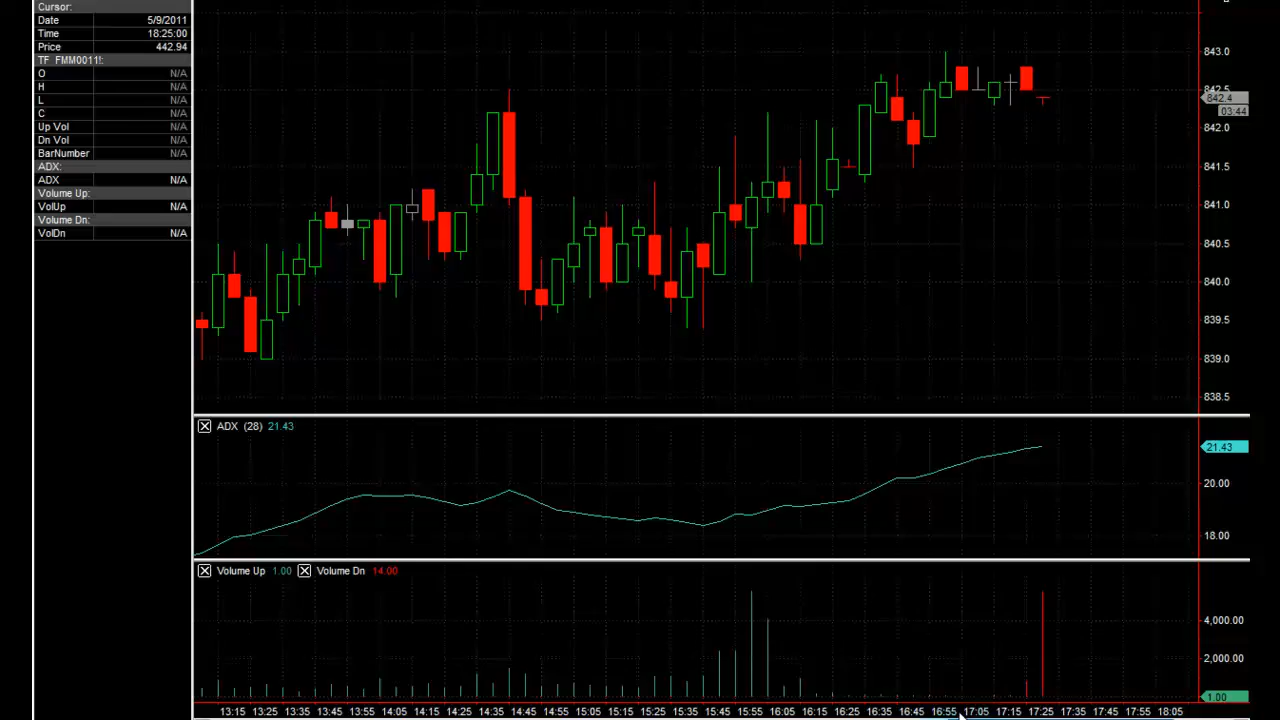 Cursor:
Date 5/9/2011
Time 18:25:00
Price 442.94
TF FMM0011!:
O N/A
H N/A
L N/A
C N/A
Up Vol N/A
Dn Vol N/A
BarNumber N/A
ADX:
ADX N/A
Volume Up:
VolUp N/A
Volume Dn:
VolDn N/A
843.0
842.5
842.4
03:44
842.0
841.5
841.0
840.5
840.0
839.5
839.0
838.5
ADX (28) 21.43
21.43
20.00
18.00
Volume Up 1.00 Volume Dn 14.00
4,000.00
2,000.00
1.00
13:15 13:25 13:35 13:45 13:55 14:05 14:15 14:25 14:35 14:45 14:55 15:05 15:15 15:25 15:35 15:45 15:55 16:05 16:15 16:25 16:35 16:45 16:55 17:05 17:15 17:25 17:35 17:45 17:55 18:05